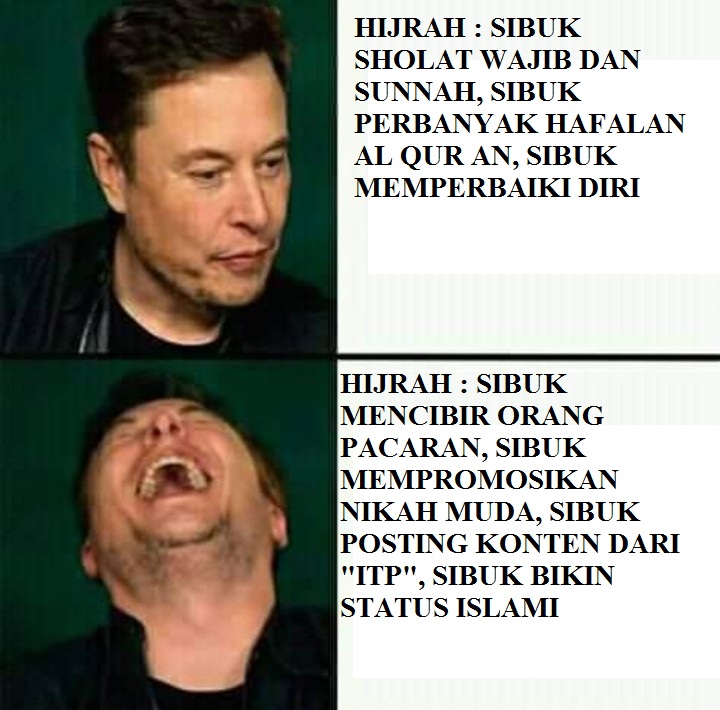 HIJRAH : SIBUK
SHOLAT WAJIB DAN
SUNNAH, SIBUK
PERBANYAK HAFALAN
AL QUR AN, SIBUK
MEMPERBAIKI DIRI
HIJRAH : SIBUK
MENCIBIR ORANG
PACARAN, SIBUK
MEMPROMOSIKAN
NIKAH MUDA, SIBUK
POSTING KONTEN DARI
"ITP", SIBUK BIKIN
STATUS ISLAMI